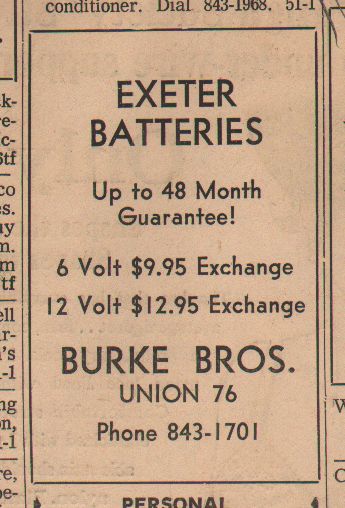 conditioner. Dial 843-1968. 51-1
EXETER
BATTERIES
Up to 48 Month
Guarantee!
6 Volt $9.95 Exchange
12 Volt $12.95 Exchange
BURKE BROS.
UNION 76
Phone 843-1701
PERSONAL